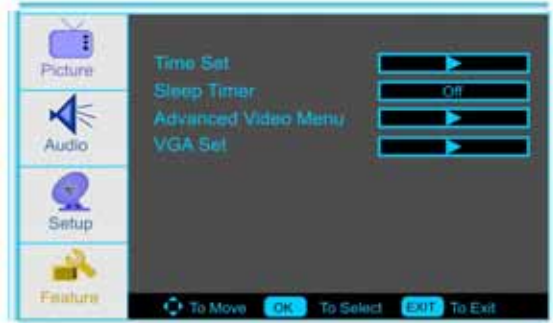 Picture
Audio
Setup
Feature
Time Set
Sleep Timer Off
Advanced Video Menu
VGA Set
To Move OK To Select EXIT To Exit